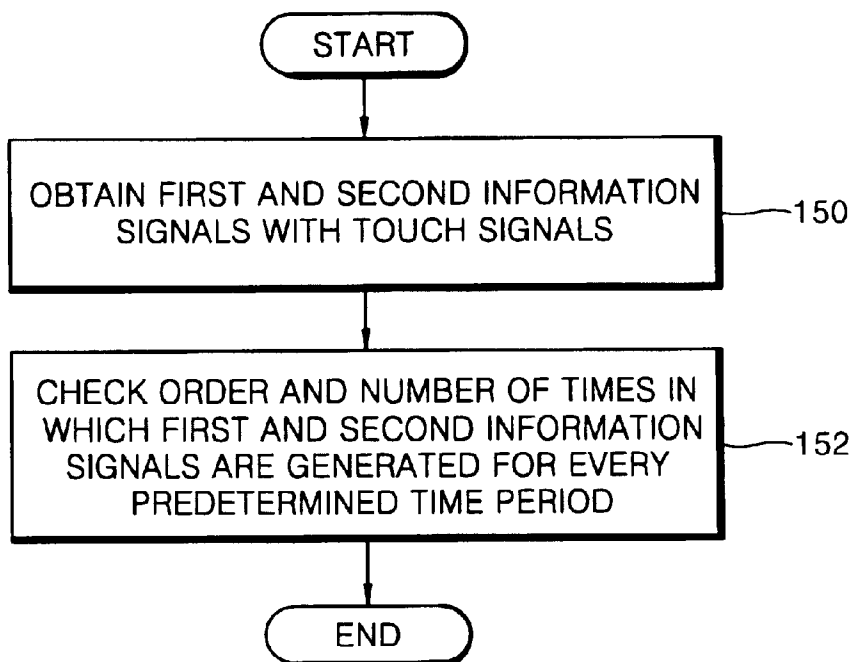 START
OBTAIN FIRST AND SECOND INFORMATION
SIGNALS WITH TOUCH SIGNALS
150
CHECK ORDER AND NUMBER OF TIMES IN
WHICH FIRST AND SECOND INFORMATION
SIGNALS ARE GENERATED FOR EVERY
PREDETERMINED TIME PERIOD
152
END